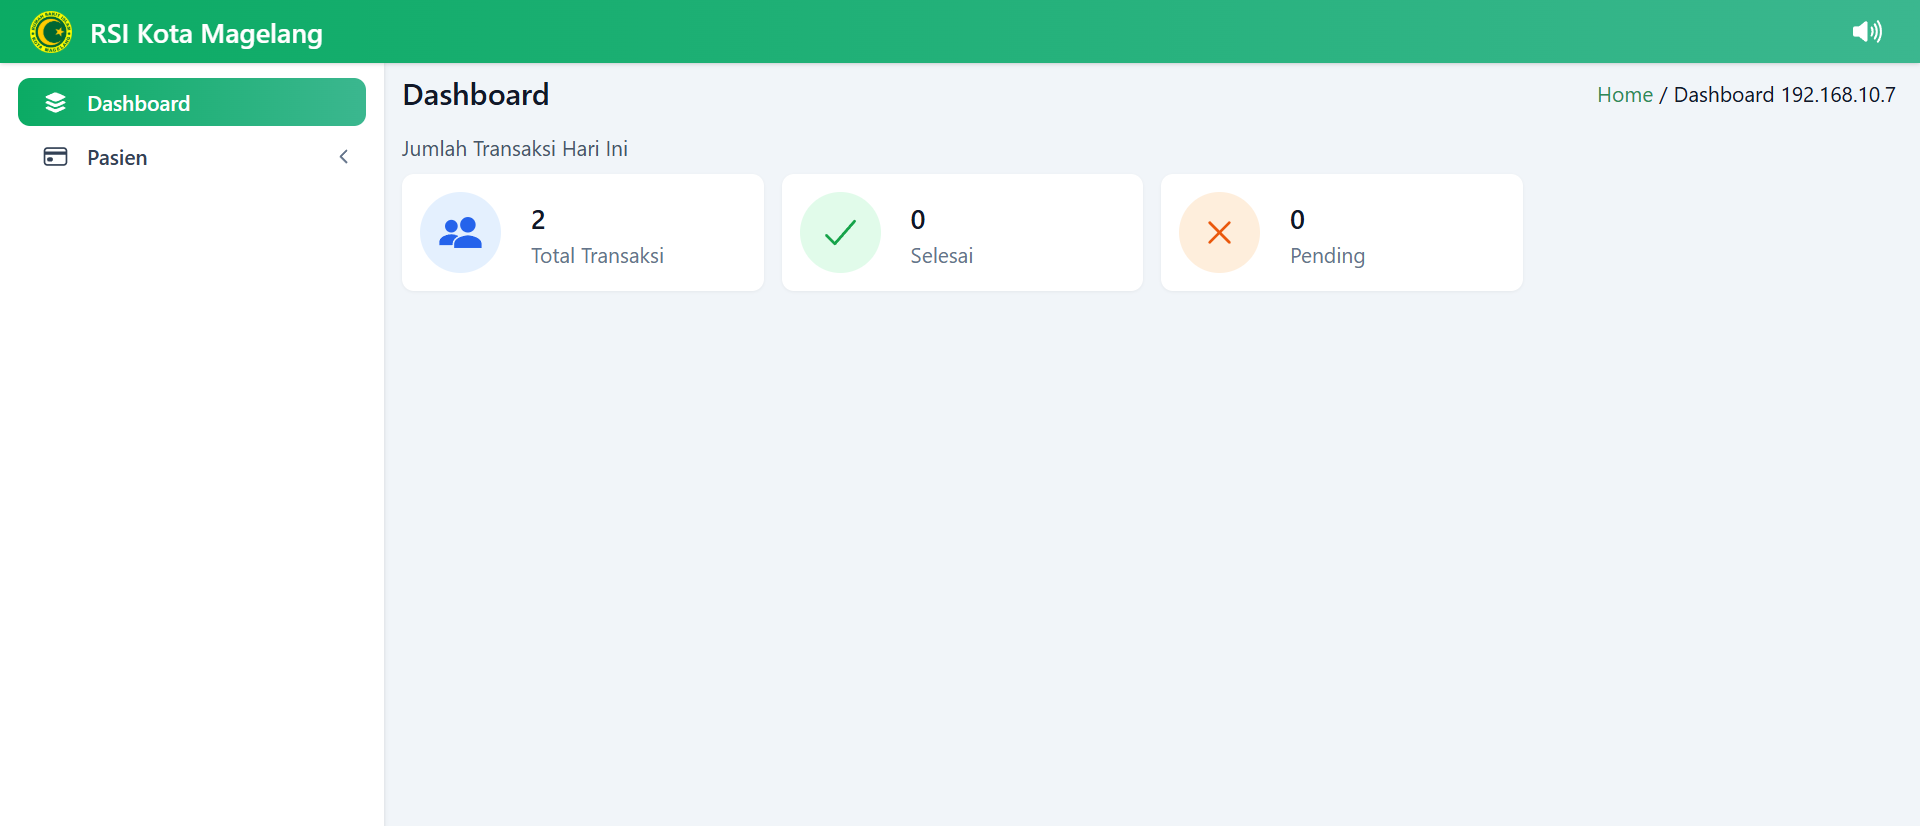 RSI Kota Magelang
Dashboard
Pasien
Dashboard
Home / Dashboard 192.168.10.7
Jumlah Transaksi Hari Ini
2
Total Transaksi
0
Selesai
0
Pending